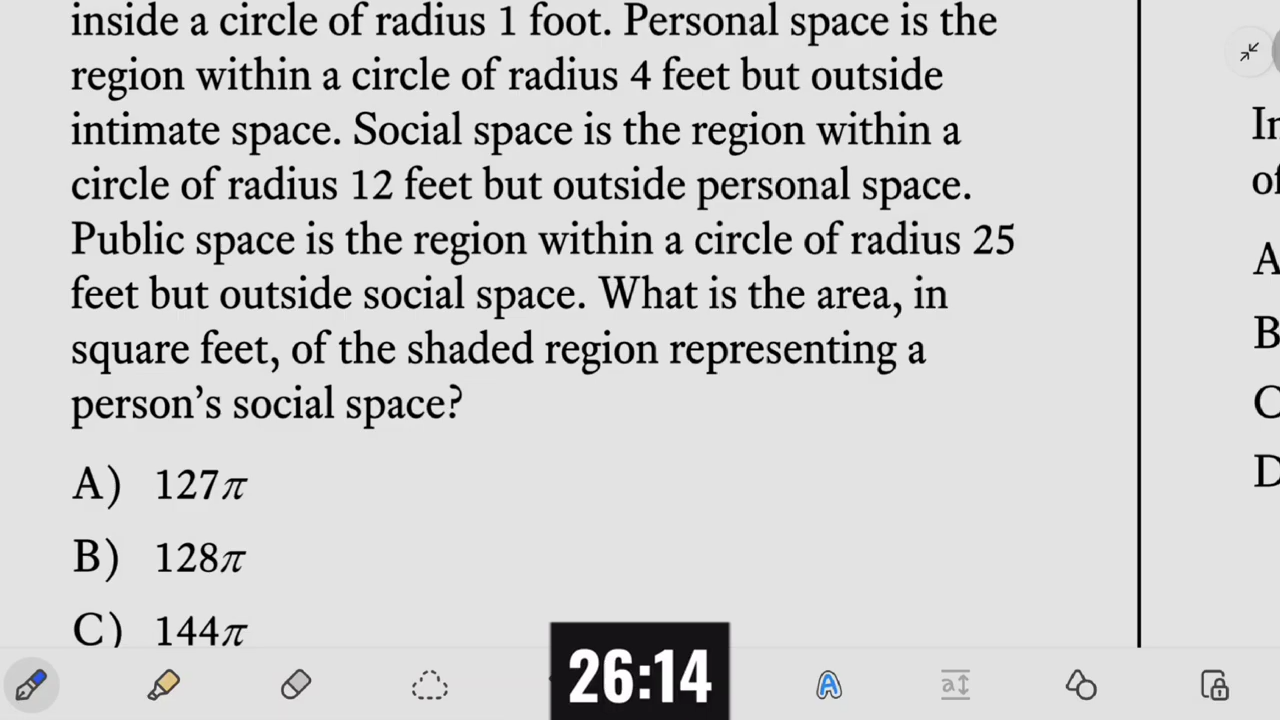 inside a circle of radius 1 foot. Personal space is the
region within a circle of radius 4 feet but outside
intimate space. Social space is the region within a
circle of radius 12 feet but outside personal space.
Public space is the region within a circle of radius 25
feet but outside social space. What is the area, in
square feet, of the shaded region representing a
person’s social space?
A) 127π
B) 128π
C) 144π
26:14
of
A
B
C
D
A
a